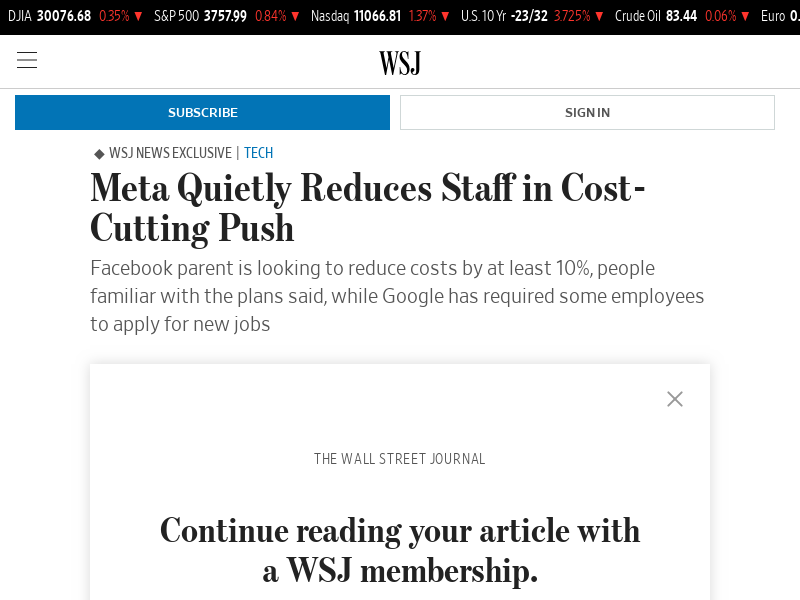 DJIA 30076.68 0.35% ▼ S&P 500 3757.99 0.84% ▼ Nasdaq 11066.81 1.37% ▼ U.S. 10 Yr -23/32 3.725% ▼ Crude Oil 83.44 0.06% ▼ Euro 0.
WSJ
SUBSCRIBE SIGN IN
◆ WSJ NEWS EXCLUSIVE | TECH
Meta Quietly Reduces Staff in Cost-
Cutting Push
Facebook parent is looking to reduce costs by at least 10%, people
familiar with the plans said, while Google has required some employees
to apply for new jobs
THE WALL STREET JOURNAL
Continue reading your article with
a WSJ membership.